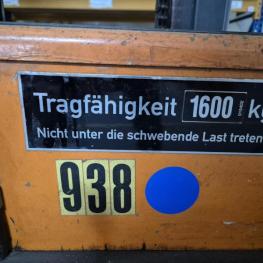 Tragfähigkeit 1600 kg
Nicht unter die schwebende Last treten
938